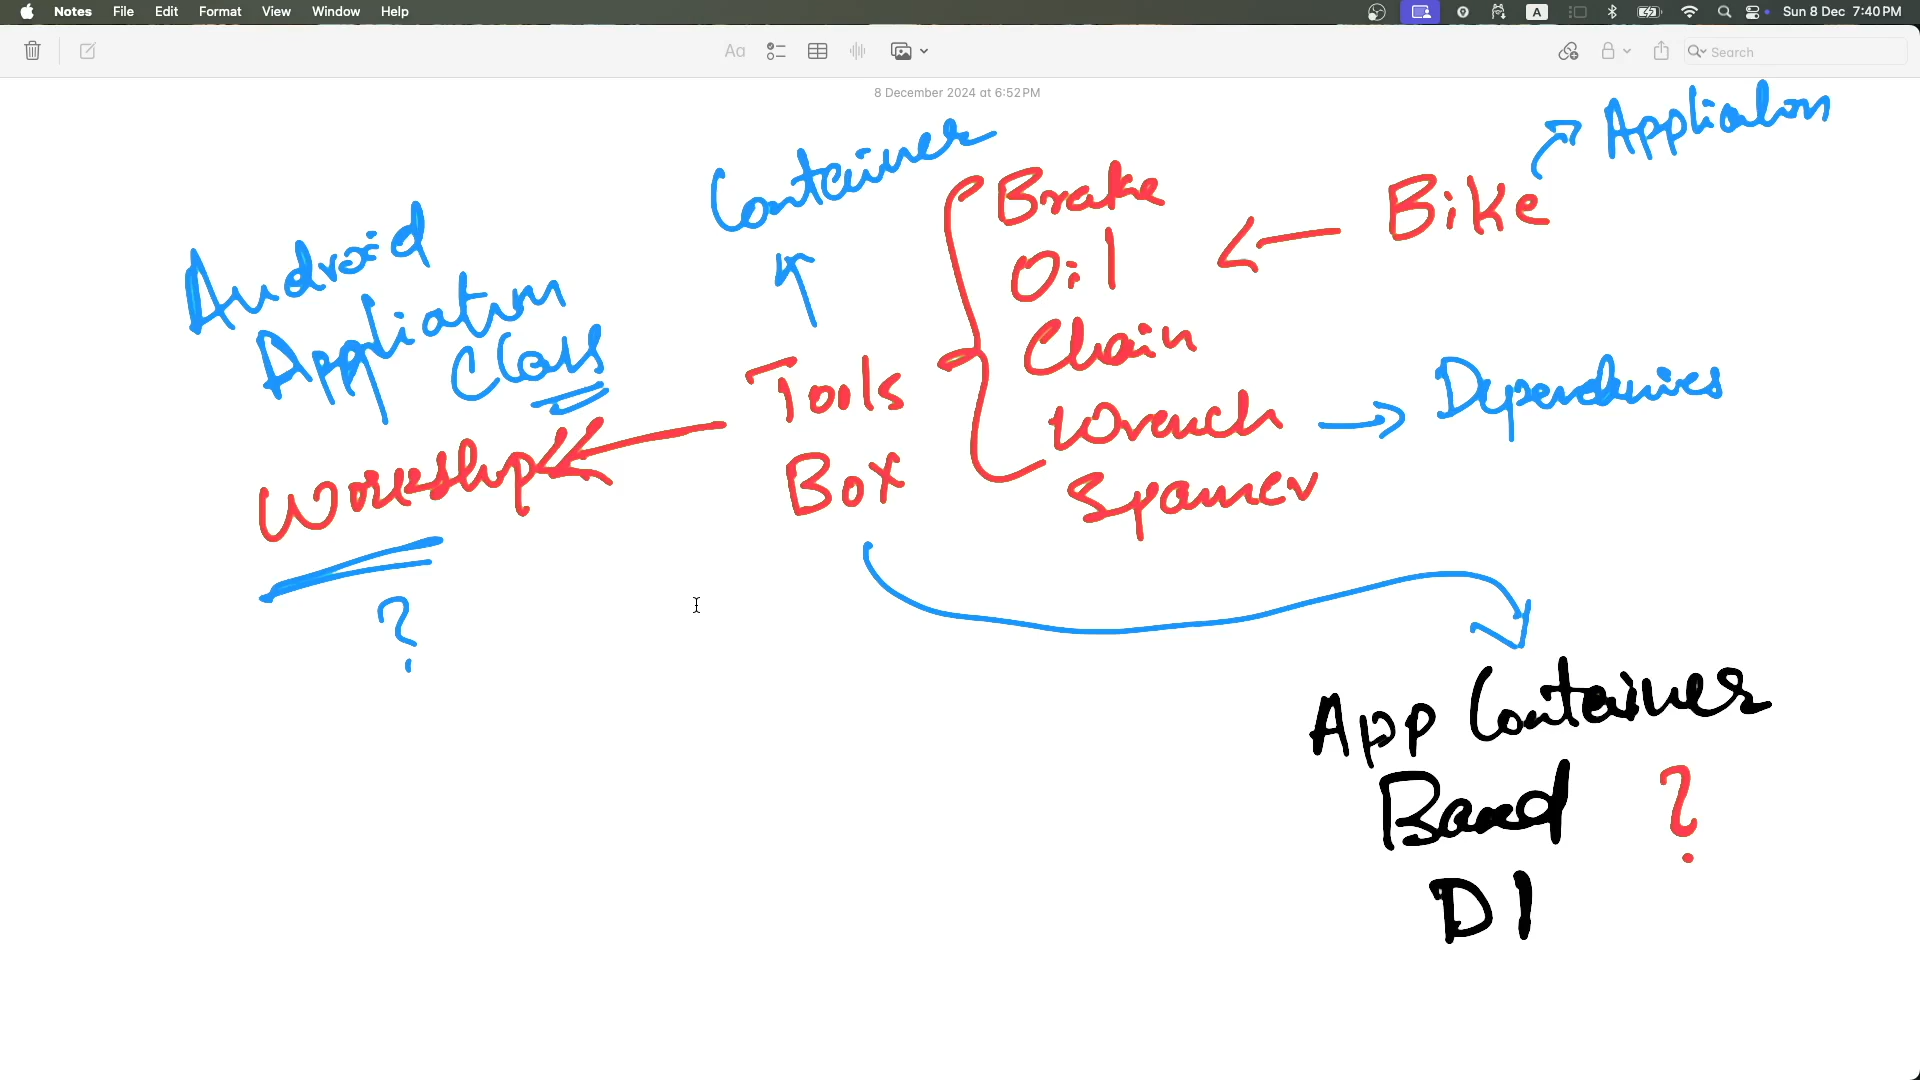 Notes File Edit Format View Window Help
A
Sun 8 Dec 7:40 PM
Aa
Search
8 December 2024 at 6:52 PM
Application
Container
Brake
Bike
Android
Application
Class
Oil
Chain
Tools
Box
Wrench
Dependencies
Workshop
Spanner
?
App Container
Based ?
DI